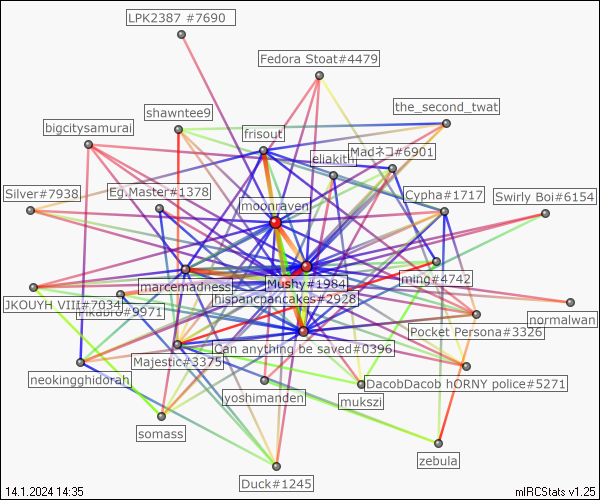 LPK2387 #7690
Fedora Stoat#4479
the_second_twat
shawntee9
bigcitysamurai
frisout
Madネコ#6901
eliakith
Silver#7938
Eg.Master#1378
Cypha#1717
Swirly Boi#6154
moonraven
Mushy#1984
ming#4742
marcemadness
hispancpancakes#2928
JKOUYH VIII#7034
Pikabro#9971
normalwan
Pocket Persona#3326
Can anything be saved#0396
Majestic#3375
neokingghidorah
DacobDacob hORNY police#5271
yoshimanden
mukszi
somass
zebula
Duck#1245
14.1.2024 14:35
mIRCStats v1.25